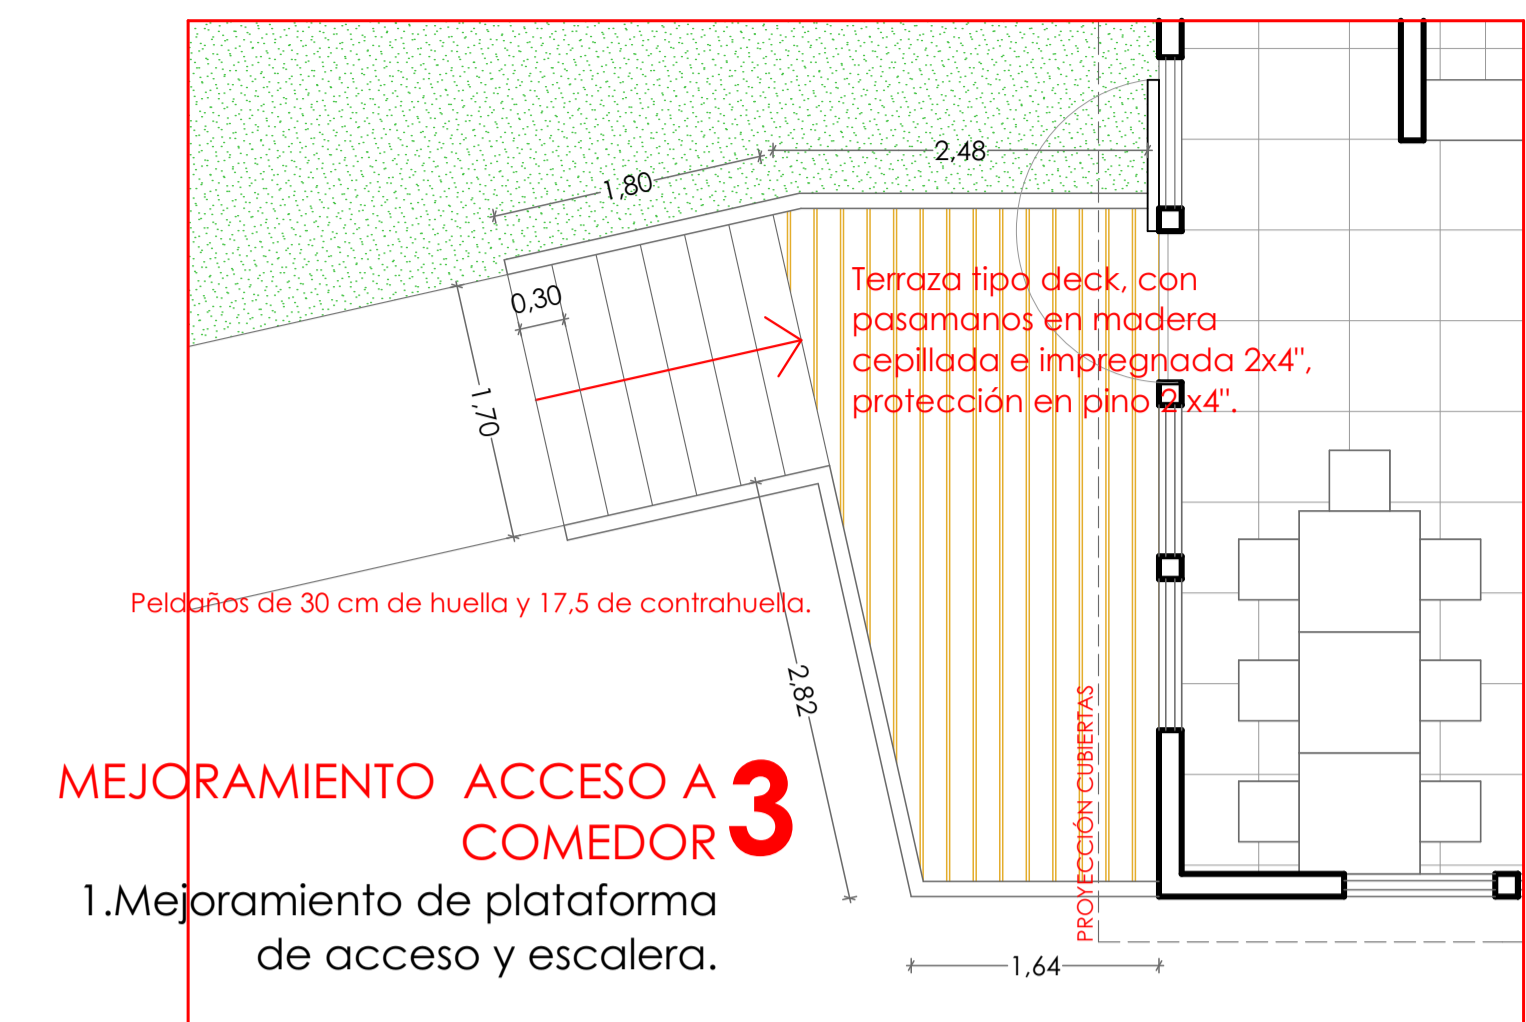 2,48
1,80
0,30
Terraza tipo deck, con
pasamanos en madera
cepillada e impregnada 2x4",
protección en pino 2 x4".
1,70
Peldaños de 30 cm de huella y 17,5 de contrahuella.
2,82
PROYECCIÓN CUBIERTAS
MEJORAMIENTO ACCESO A
COMEDOR
3
1.Mejoramiento de plataforma
de acceso y escalera.
1,64